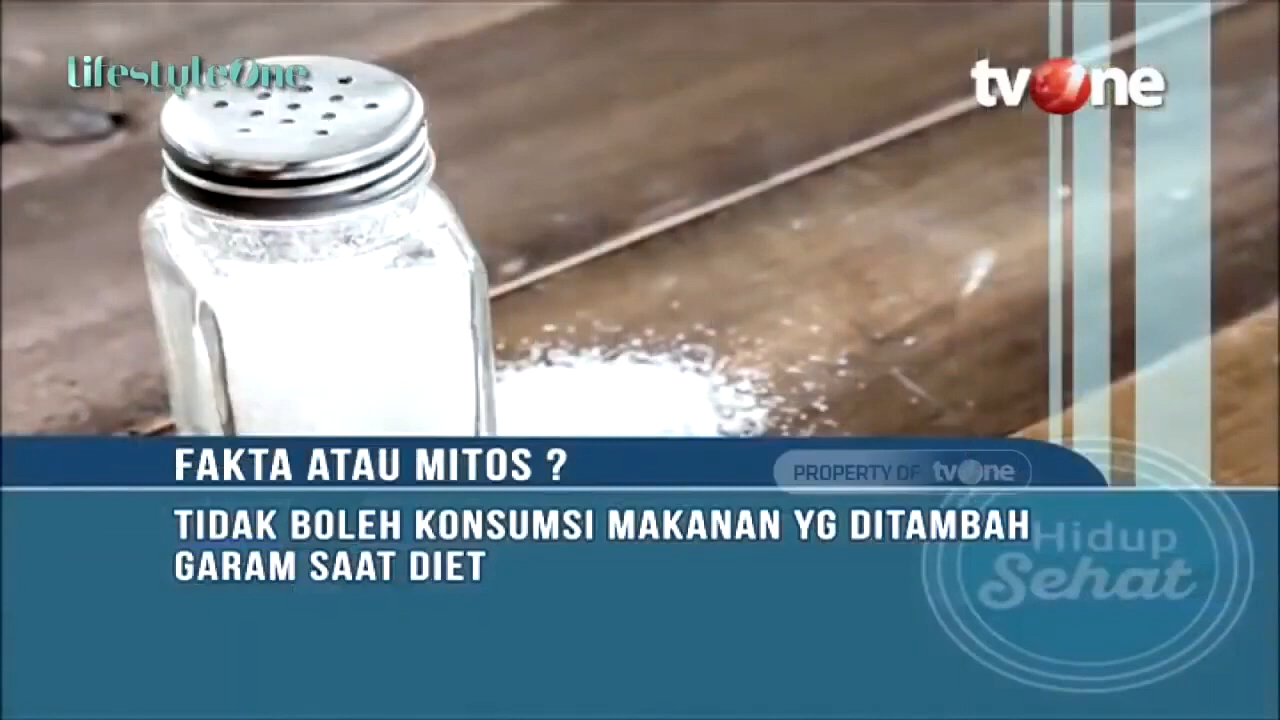 LifestyleOne
tvOne
FAKTA ATAU MITOS ?
PROPERTY OF tvOne
TIDAK BOLEH KONSUMSI MAKANAN YG DITAMBAH
GARAM SAAT DIET
Hidup
Sehat